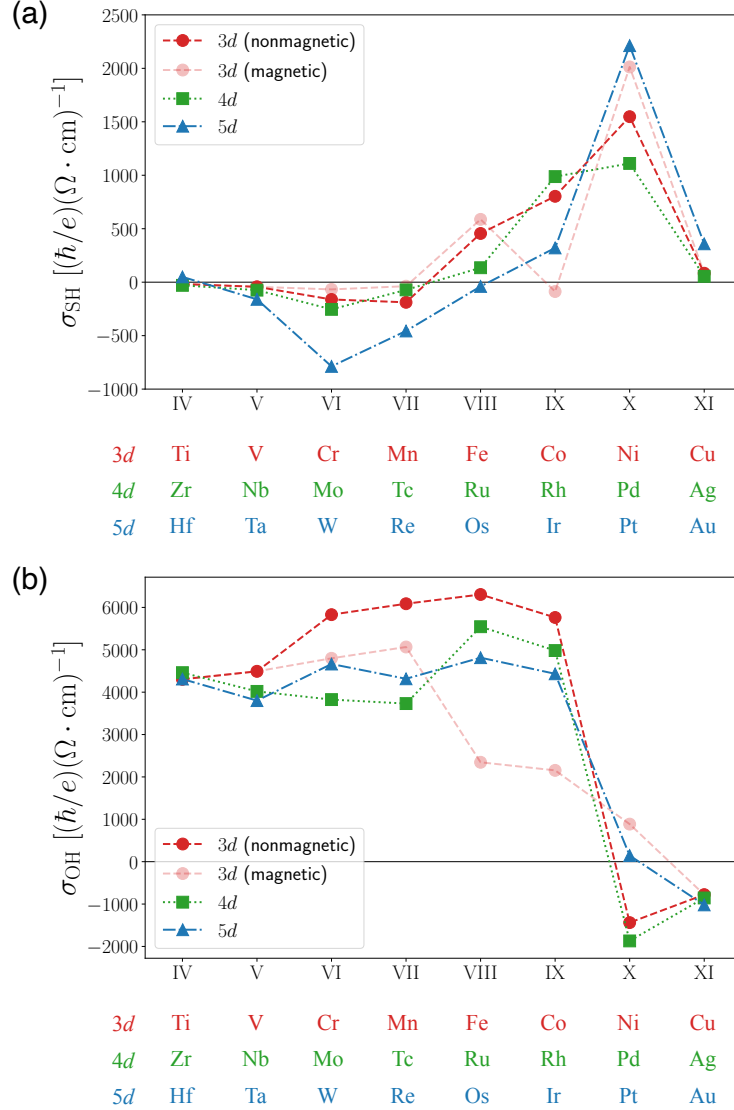 (a)
2500
2000
1500
1000
500
0
−500
−1000
σSH [(ħ/e)(Ω · cm)⁻¹]
3d (nonmagnetic)
3d (magnetic)
4d
5d
IV V VI VII VIII IX X XI
3d Ti V Cr Mn Fe Co Ni Cu
4d Zr Nb Mo Tc Ru Rh Pd Ag
5d Hf Ta W Re Os Ir Pt Au
(b)
6000
5000
4000
3000
2000
1000
0
−1000
−2000
σOH [(ħ/e)(Ω · cm)⁻¹]
3d (nonmagnetic)
3d (magnetic)
4d
5d
IV V VI VII VIII IX X XI
3d Ti V Cr Mn Fe Co Ni Cu
4d Zr Nb Mo Tc Ru Rh Pd Ag
5d Hf Ta W Re Os Ir Pt Au